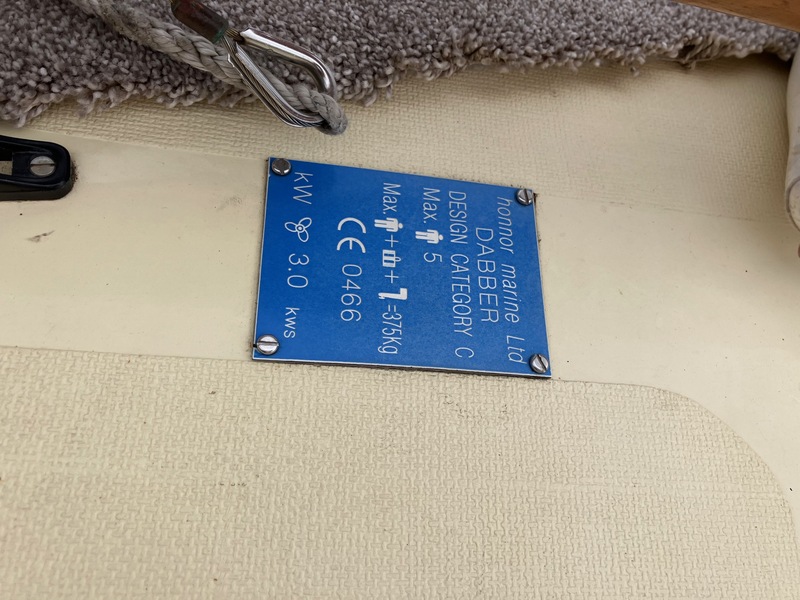 honnor marine Ltd
DABBER
DESIGN CATEGORY C
Max. 5
Max. + + =375Kg
CE 0466
kW 3.0 kws